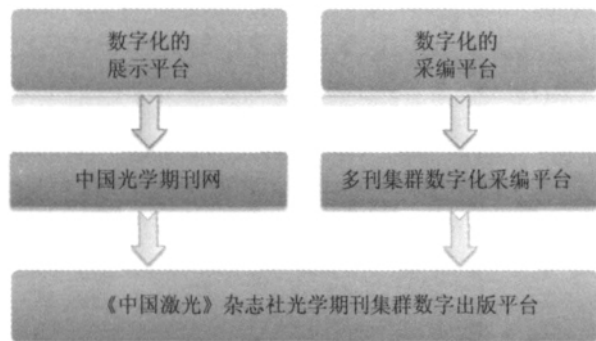 数字化的
展示平台
数字化的
采编平台
中国光学期刊网
多刊集群数字化采编平台
《中国激光》杂志社光学期刊集群数字出版平台